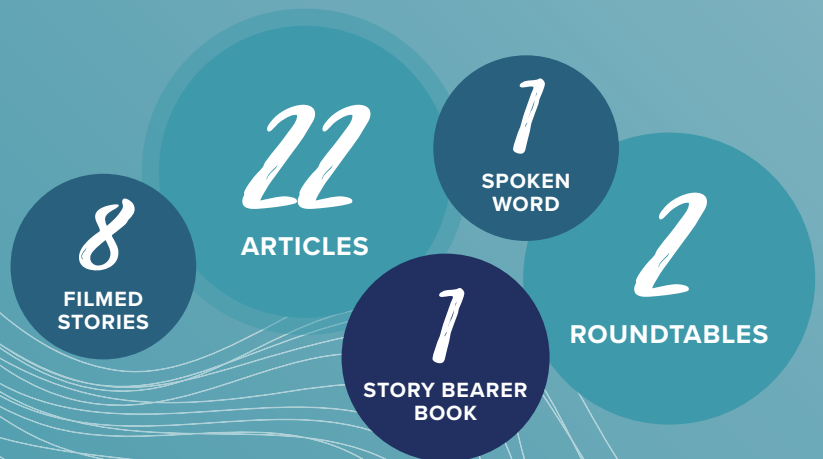 8
FILMED
STORIES
22
ARTICLES
1
SPOKEN
WORD
1
STORY BEARER
BOOK
2
ROUNDTABLES